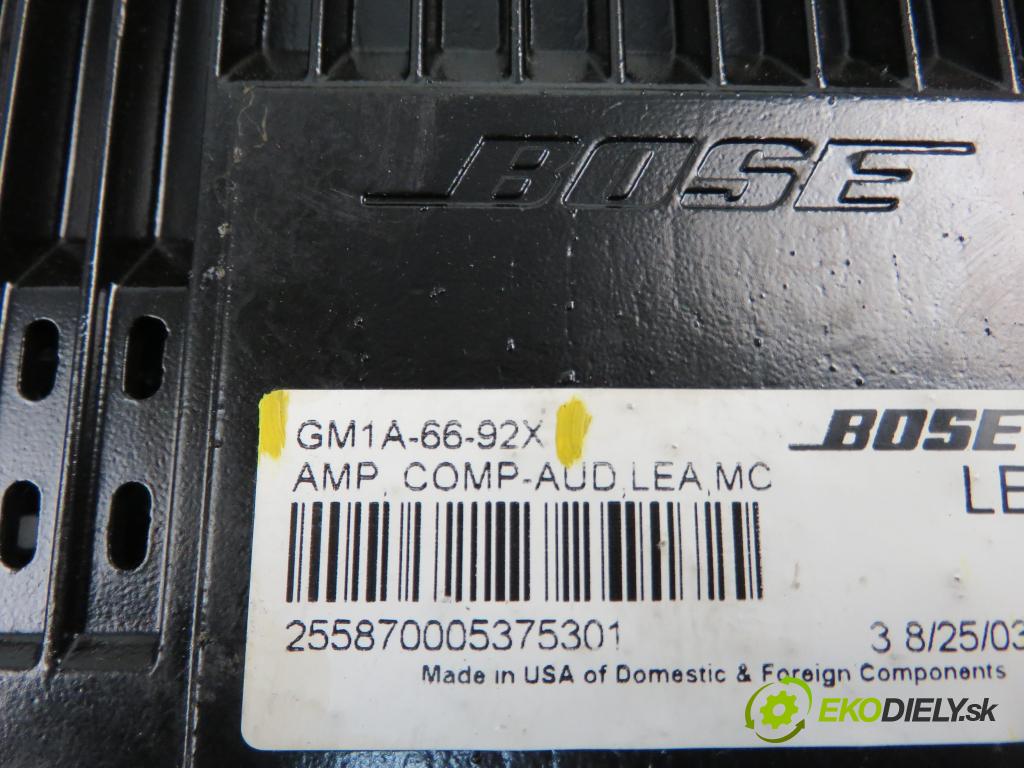 BOSE
GM1A-66-92X
BOSE
AMP, COMP-AUD,LEA,MC
LE
255870005375301
3 8/25/03
Made in USA of Domestic & Foreign Components
EKODIELY.sk